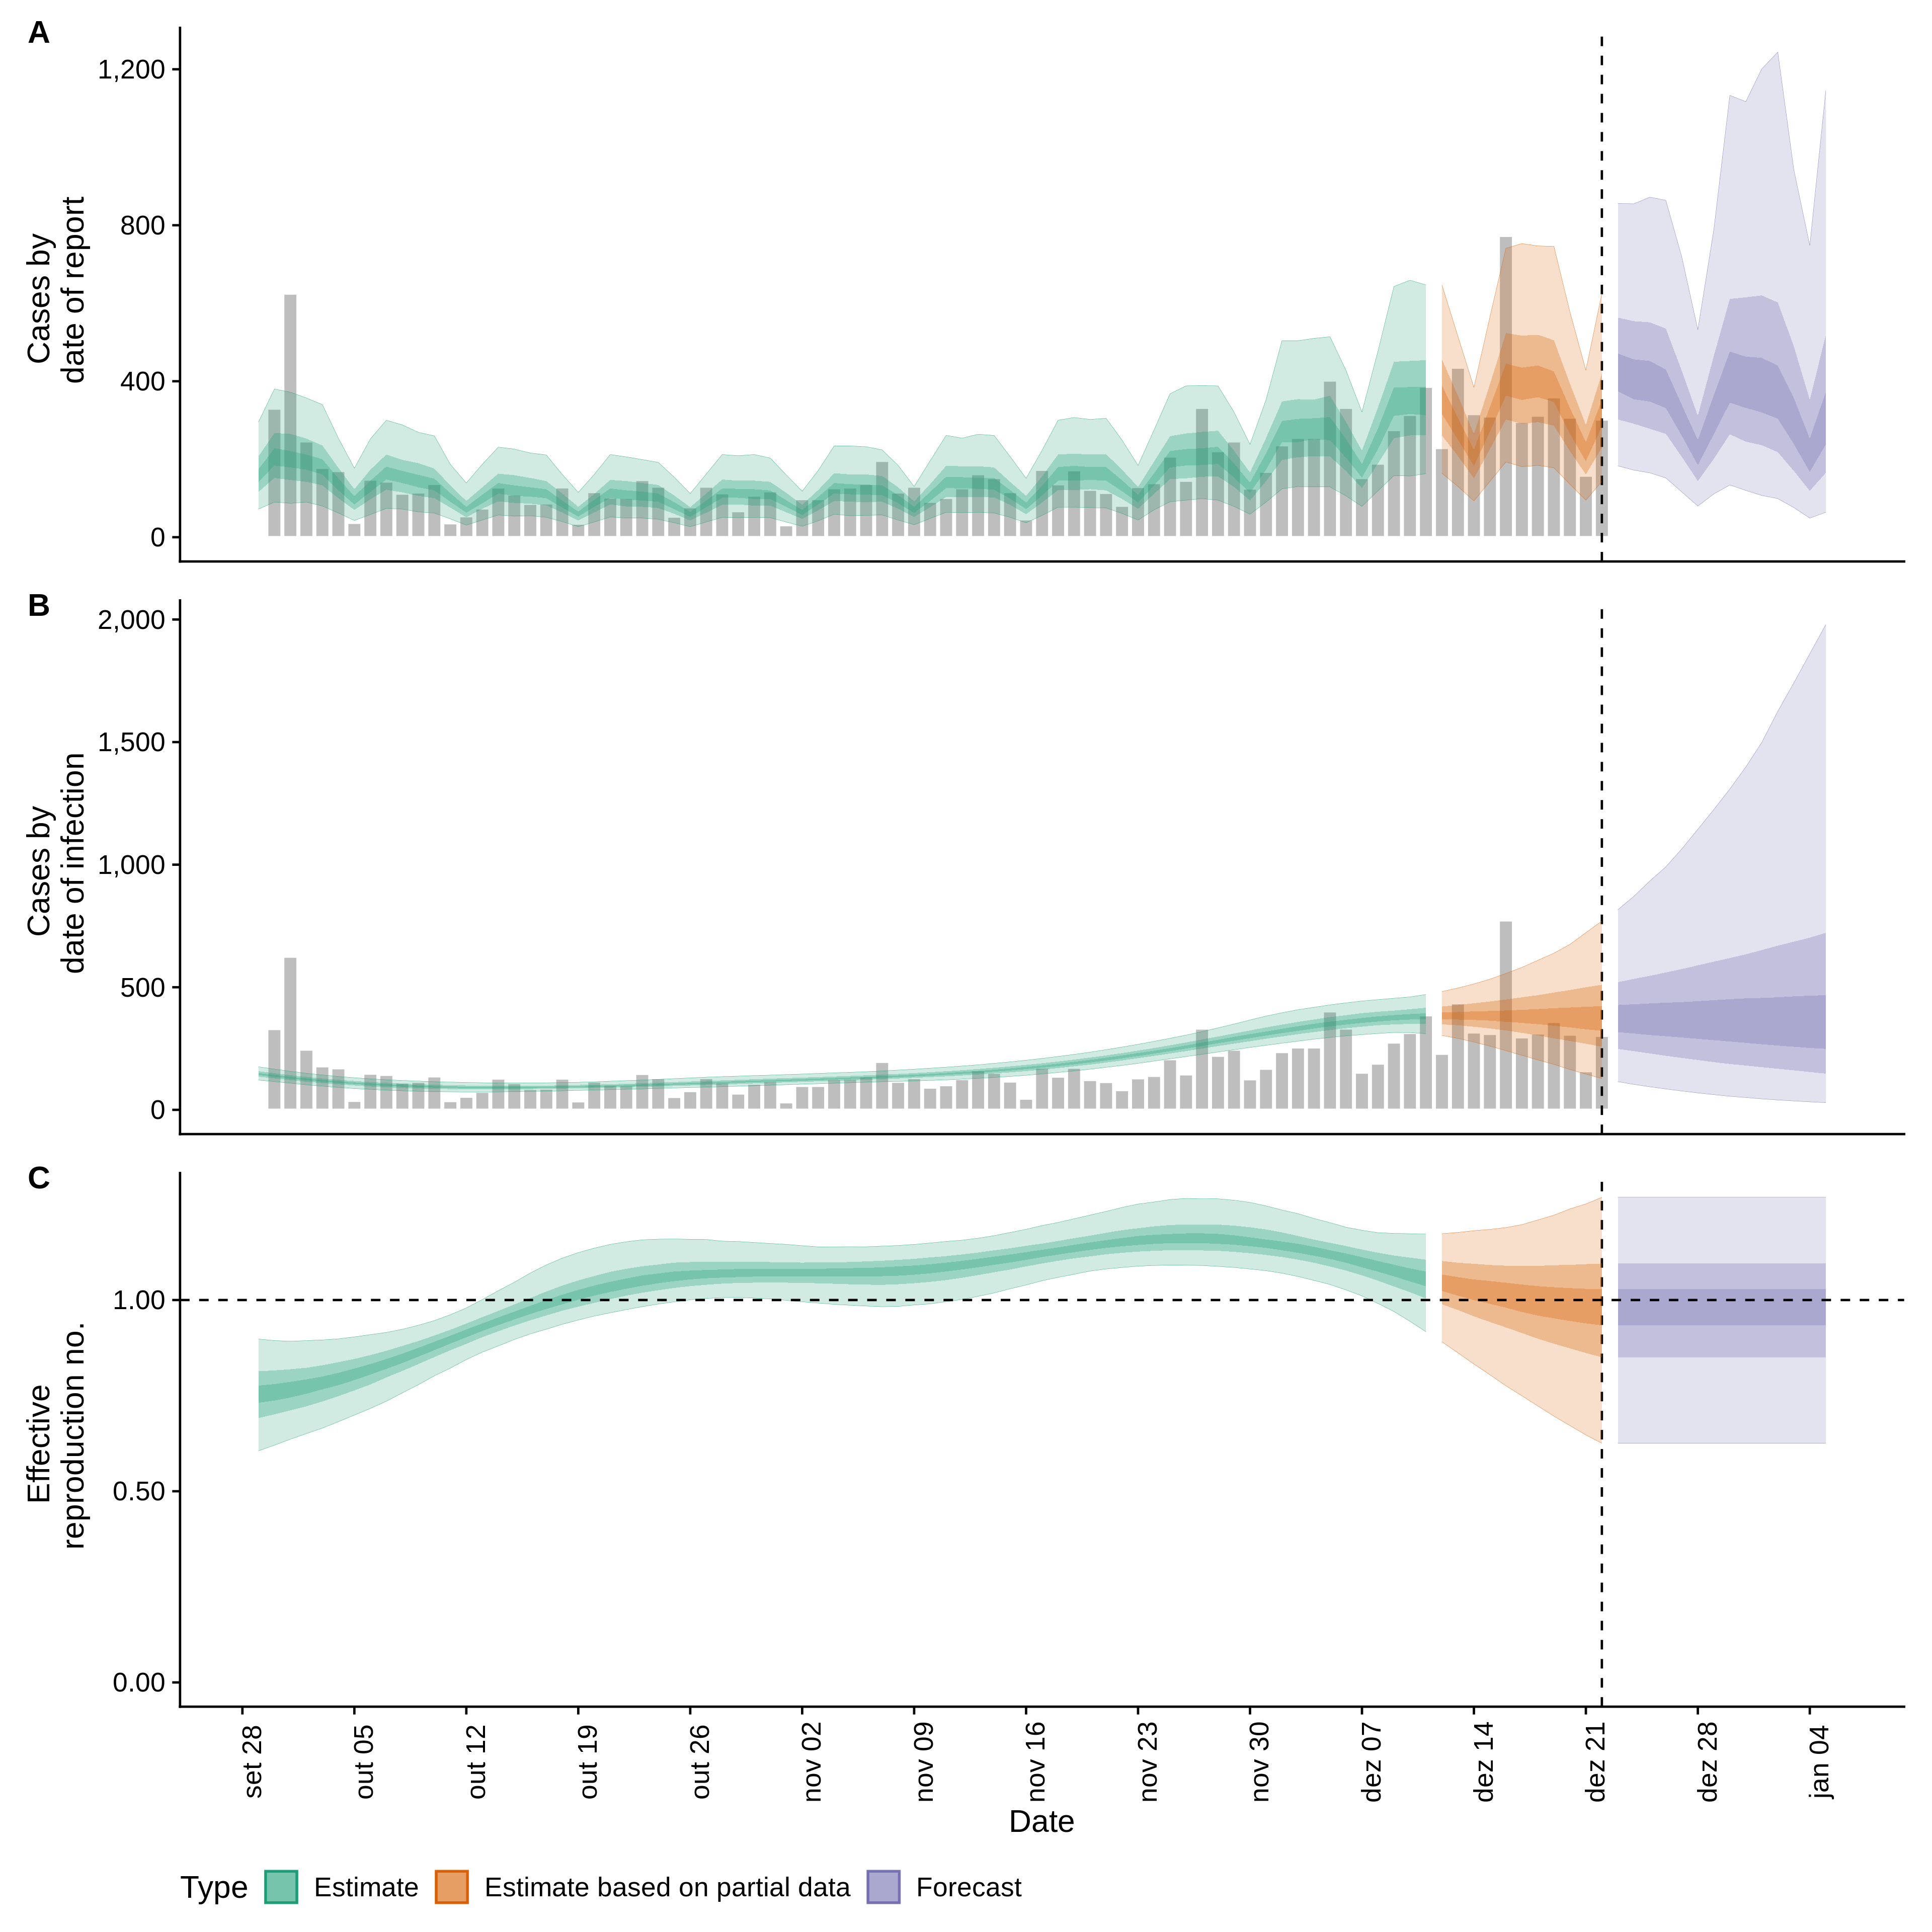 A
Cases by
date of report
1,200
800
400
0
B
Cases by
date of infection
2,000
1,500
1,000
500
0
C
Effective
reproduction no.
1.00
0.50
0.00
set 28
out 05
out 12
out 19
out 26
nov 02
nov 09
nov 16
nov 23
nov 30
dez 07
dez 14
dez 21
dez 28
jan 04
Date
Type Estimate Estimate based on partial data Forecast